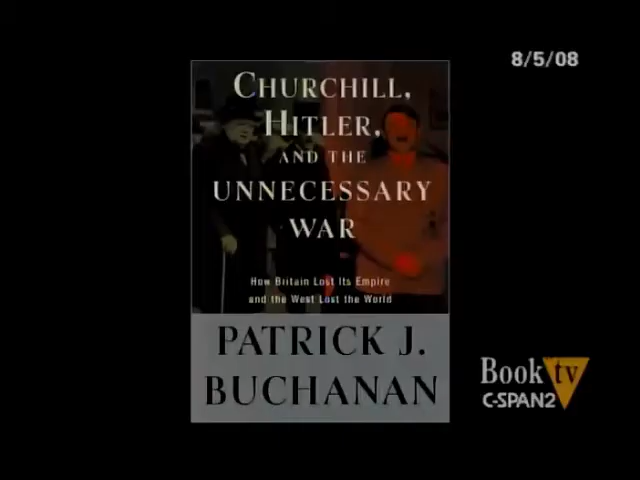 8/5/08
CHURCHILL,
HITLER,
AND THE
UNNECESSARY
WAR
How Britain Lost Its Empire
and the West Lost the World
PATRICK J.
BUCHANAN
Book tv
C-SPAN2